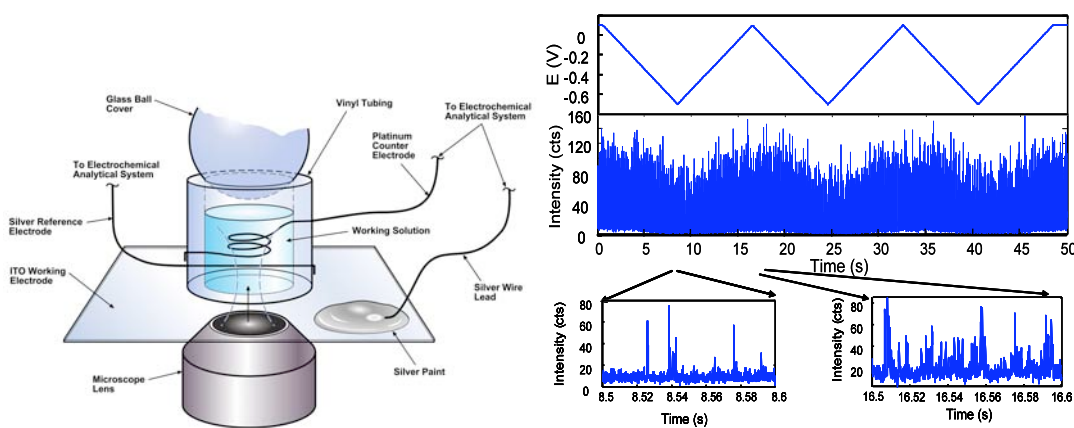 Glass Ball
Cover
Vinyl Tubing
To Electrochemical
Analytical System
Platinum
Counter
Electrode
To Electrochemical
Analytical System
Silver Reference
Electrode
Working Solution
ITO Working
Electrode
Silver Wire
Lead
Microscope
Lens
Silver Paint
E (V)
0
-0.2
-0.4
-0.6
Intensity (cts)
160
120
80
40
0
0 5 10 15 20 25 30 35 40 45 50
Time (s)
Intensity (cts)
80
60
40
20
0
8.5 8.52 8.54 8.56 8.58 8.6
Time (s)
Intensity (cts)
80
60
40
20
16.5 16.52 16.54 16.56 16.58 16.6
Time (s)